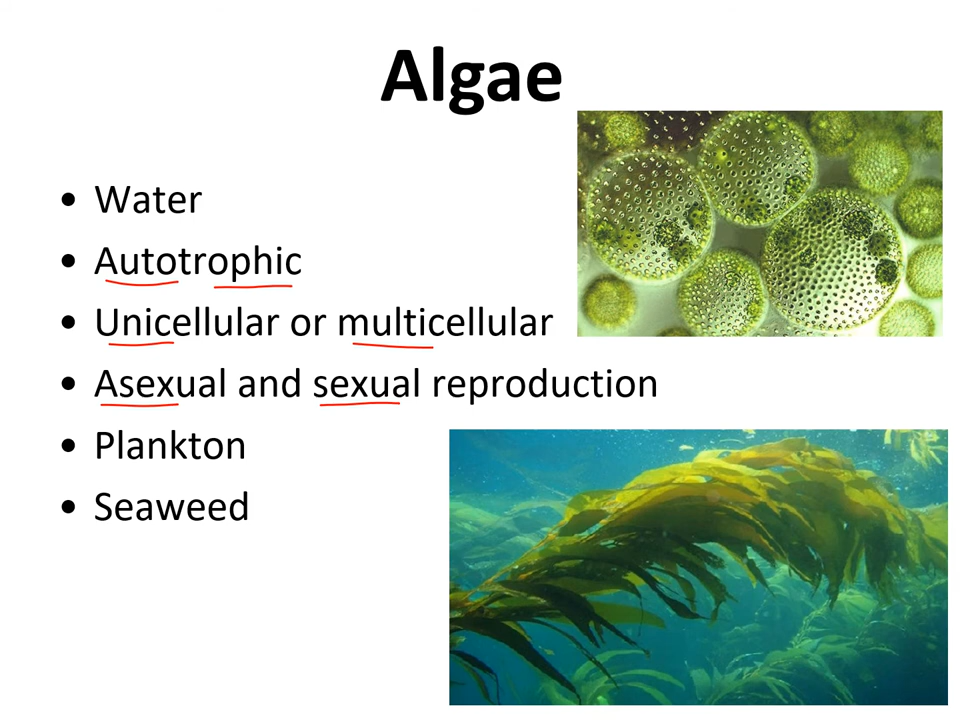 Algae
• Water
• Autotrophic
• Unicellular or multicellular
• Asexual and sexual reproduction
• Plankton
• Seaweed